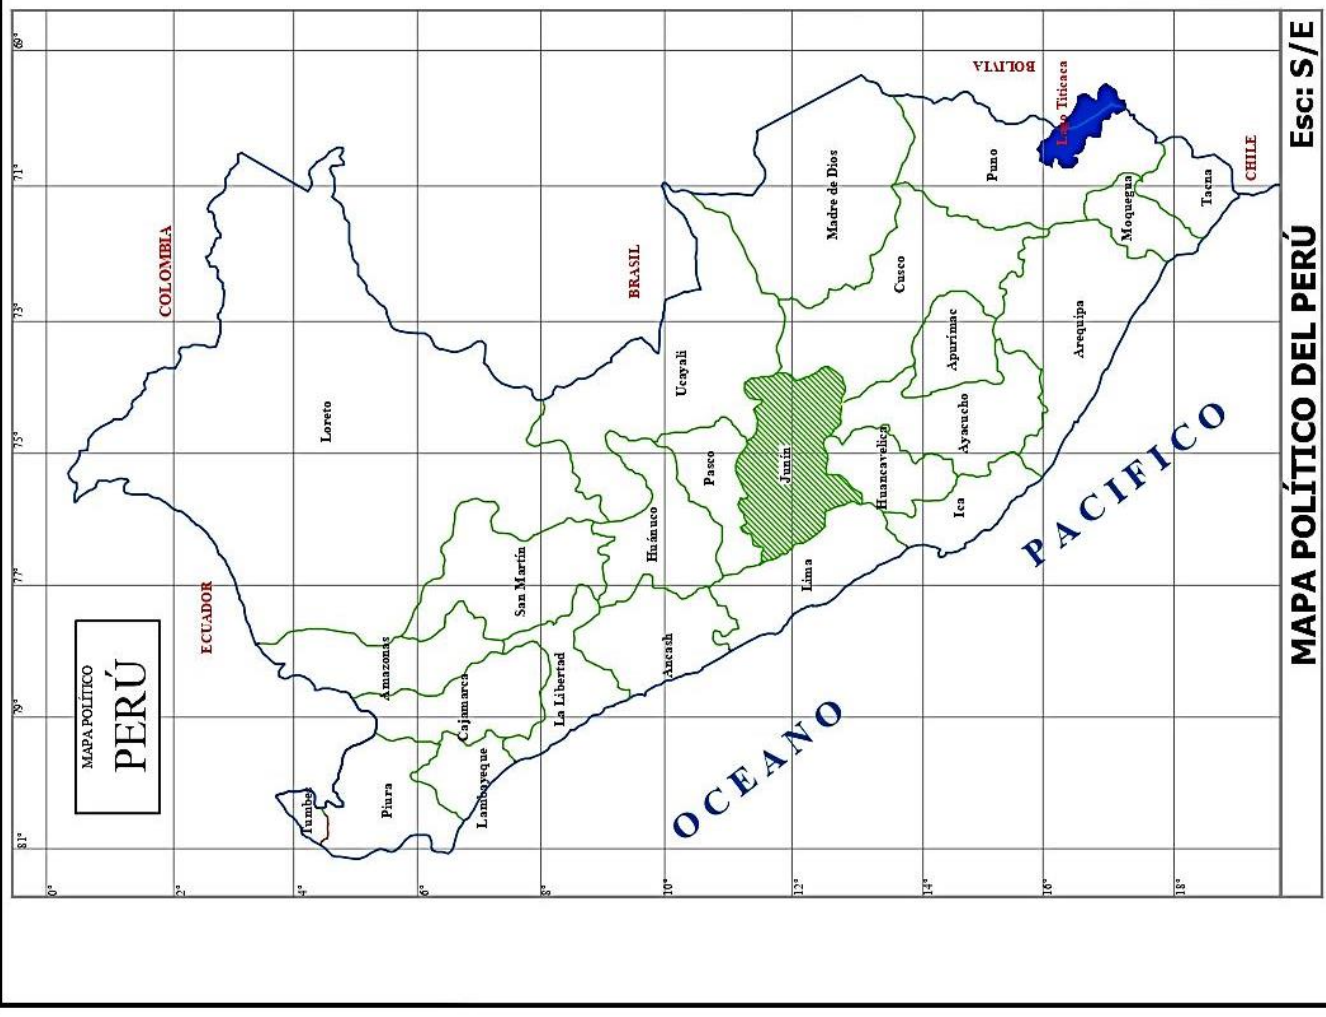 MAPA POLÍTICO
PERÚ
0°
2°
4°
6°
8°
10°
12°
14°
16°
18°
81°
79°
77°
75°
73°
71°
69°
ECUADOR
COLOMBIA
BRASIL
BOLIVIA
CHILE
Tumbes
Piura
Lambayeque
Cajamarca
Amazonas
Loreto
San Martín
La Libertad
Ancash
Huánuco
Pasco
Ucayali
Junín
Lima
Huancavelica
Ica
Ayacucho
Apurímac
Cusco
Madre de Dios
Puno
Arequipa
Moquegua
Tacna
Lago Titicaca
OCEANO PACIFICO
MAPA POLÍTICO DEL PERÚ Esc: S/E